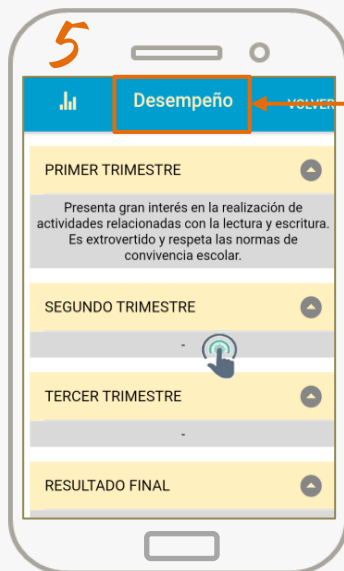 5
Desempeño
VOLVER
PRIMER TRIMESTRE
Presenta gran interés en la realización de
actividades relacionadas con la lectura y escritura.
Es extrovertido y respeta las normas de
convivencia escolar.
SEGUNDO TRIMESTRE
-
TERCER TRIMESTRE
-
RESULTADO FINAL